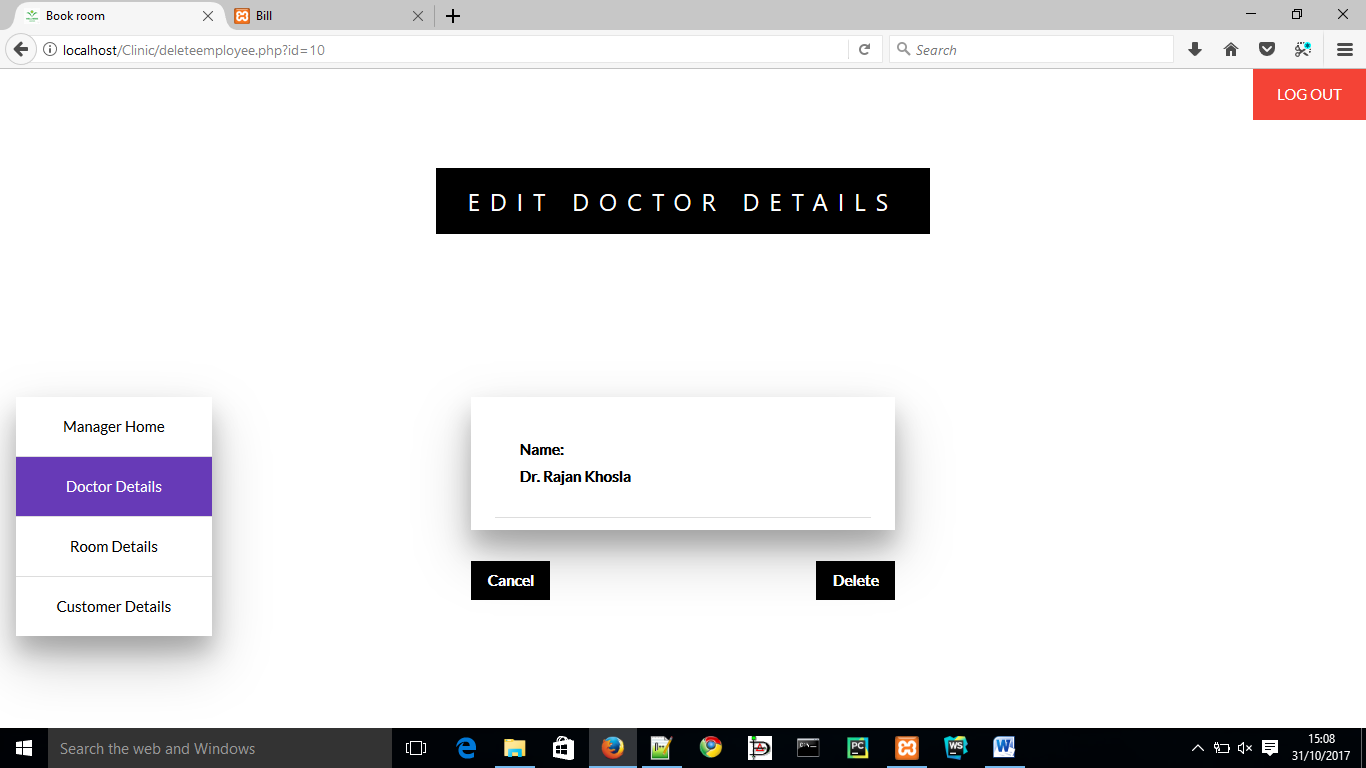 Book room
Bill
localhost/Clinic/deleteemployee.php?id=10
Search
LOG OUT
EDIT DOCTOR DETAILS
Manager Home
Doctor Details
Room Details
Customer Details
Name:
Dr. Rajan Khosla
Cancel
Delete
Search the web and Windows
15:08
31/10/2017